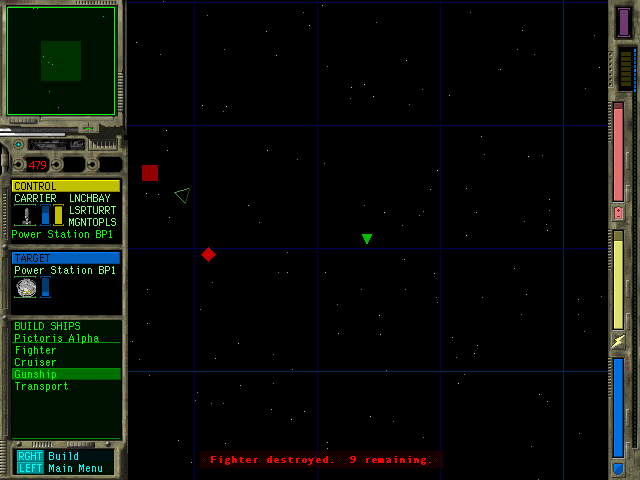 479
CONTROL
CARRIER LNCHBAY
LSRTURRT
MGNTOPLS
Power Station BP1
TARGET
Power Station BP1
BUILD SHIPS
Pictoris Alpha
Fighter
Cruiser
Gunship
Transport
RGHT Build
LEFT Main Menu
Fighter destroyed. 9 remaining.